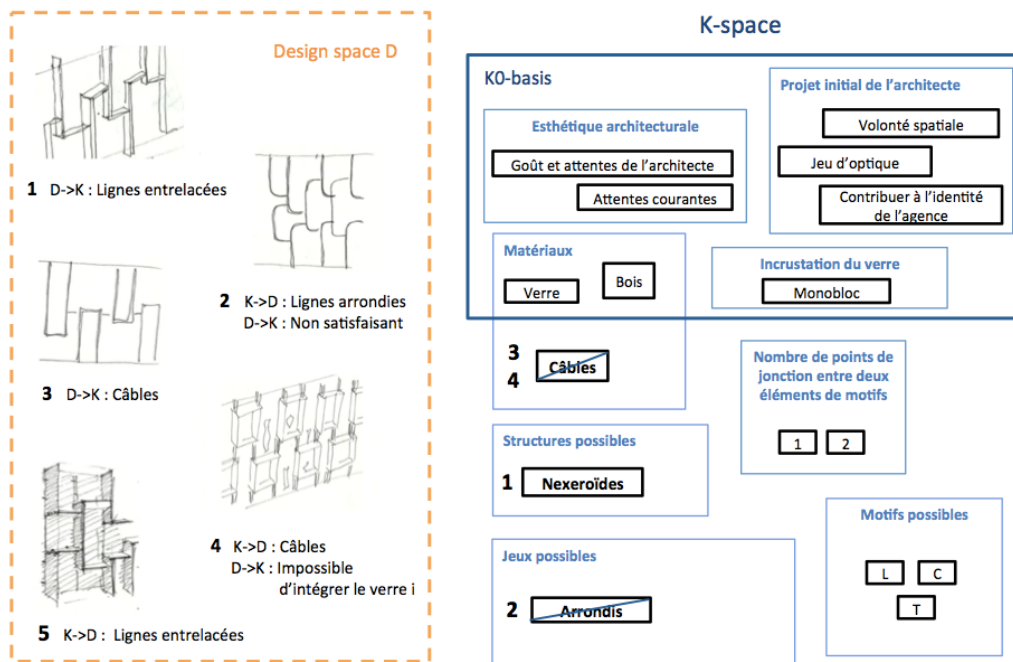 Design space D
1 D->K : Lignes entrelacées
2 K->D : Lignes arrondies
D->K : Non satisfaisant
3 D->K : Câbles
4 K->D : Câbles
D->K : Impossible
d'intégrer le verre i
5 K->D : Lignes entrelacées
K-space
K0-basis
Esthétique architecturale
Goût et attentes de l'architecte
Attentes courantes
Projet initial de l'architecte
Volonté spatiale
Jeu d'optique
Contribuer à l'identité
de l'agence
Matériaux
Verre
Bois
Incrustation du verre
Monobloc
3
4
Câbles
Nombre de points de
jonction entre deux
éléments de motifs
1 2
Structures possibles
1 Nexeroïdes
Motifs possibles
L C
T
Jeux possibles
2 Arrondis